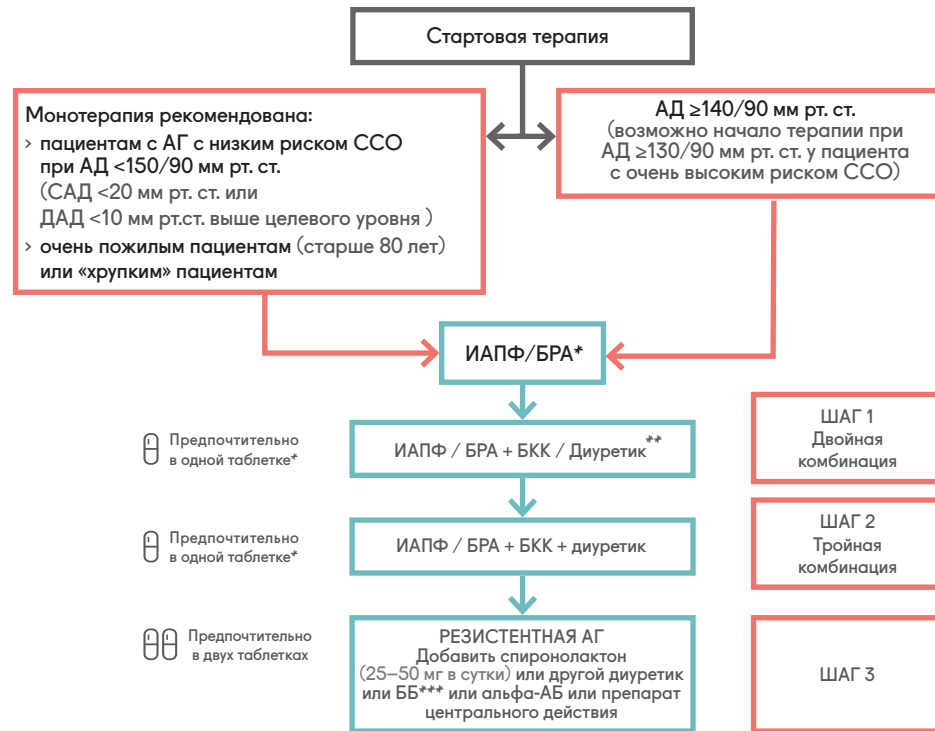 Стартовая терапия
Монотерапия рекомендована:
› пациентам с АГ с низким риском ССО
при АД <150/90 мм рт. ст.
(САД <20 мм рт. ст. или
ДАД <10 мм рт.ст. выше целевого уровня )
› очень пожилым пациентам (старше 80 лет)
или «хрупким» пациентам
АД ≥140/90 мм рт. ст.
(возможно начало терапии при
АД ≥130/90 мм рт. ст. у пациента
с очень высоким риском ССО)
ИАПФ/БРА*
Предпочтительно
в одной таблетке*
ИАПФ / БРА + БКК / Диуретик**
ШАГ 1
Двойная
комбинация
Предпочтительно
в одной таблетке*
ИАПФ / БРА + БКК + диуретик
ШАГ 2
Тройная
комбинация
Предпочтительно
в двух таблетках
РЕЗИСТЕНТНАЯ АГ
Добавить спиронолактон
(25–50 мг в сутки) или другой диуретик
или ББ*** или альфа-АБ или препарат
центрального действия
ШАГ 3